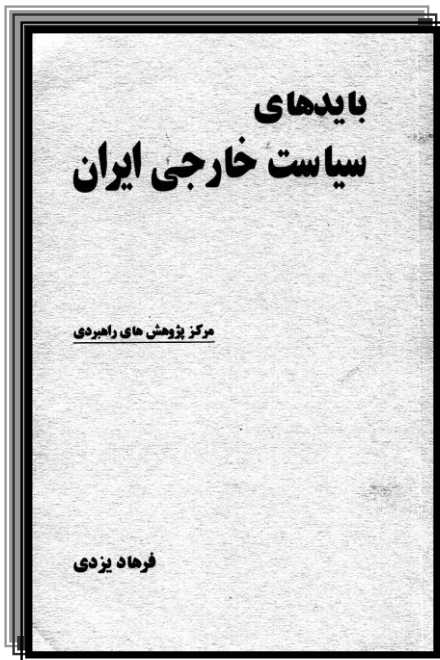 بایدهای
سیاست خارجی ایران
مرکز پژوهش های راهبردی
فرهاد یزدی